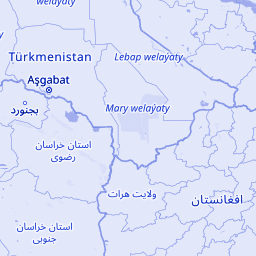 welaýaty
Türkmenistan
Lebap welaýaty
Aşgabat
بجنورد
Mary welaýaty
استان خراسان
رضوی
ولایت هرات
افغانستان
استان خراسان
جنوبی